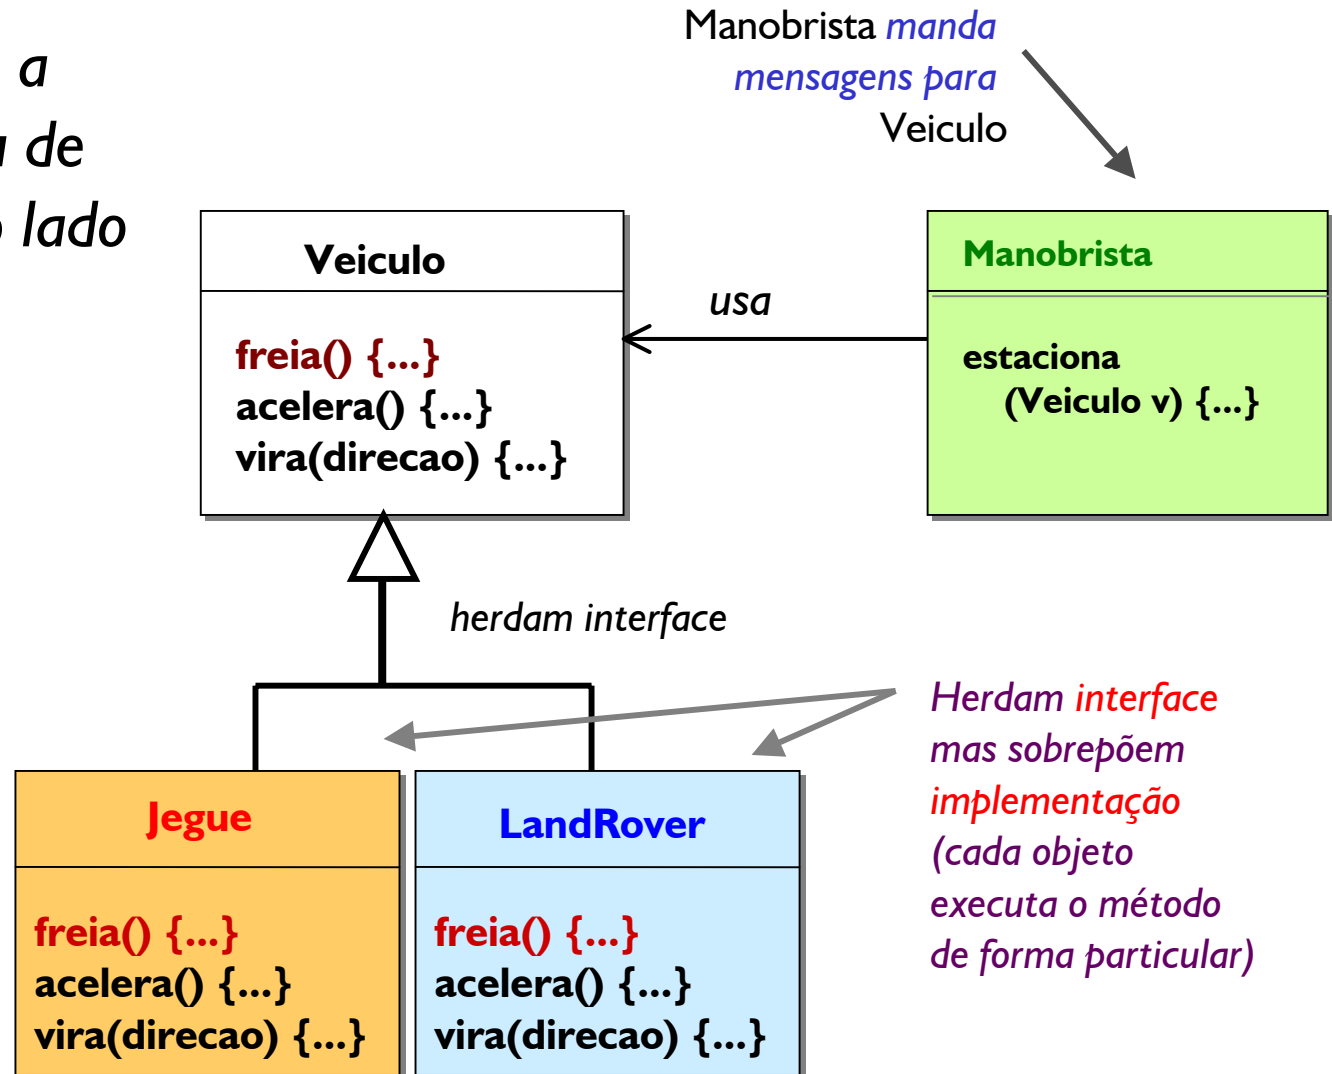 a
de
lado
Manobrista manda
mensagens para
Veiculo
Veiculo
freia() {...}
acelera() {...}
vira(direcao) {...}
usa
Manobrista
estaciona
(Veiculo v) {...}
herdam interface
Herdam interface
mas sobrepõem
implementação
(cada objeto
executa o método
de forma particular)
Jegue
freia() {...}
acelera() {...}
vira(direcao) {...}
LandRover
freia() {...}
acelera() {...}
vira(direcao) {...}